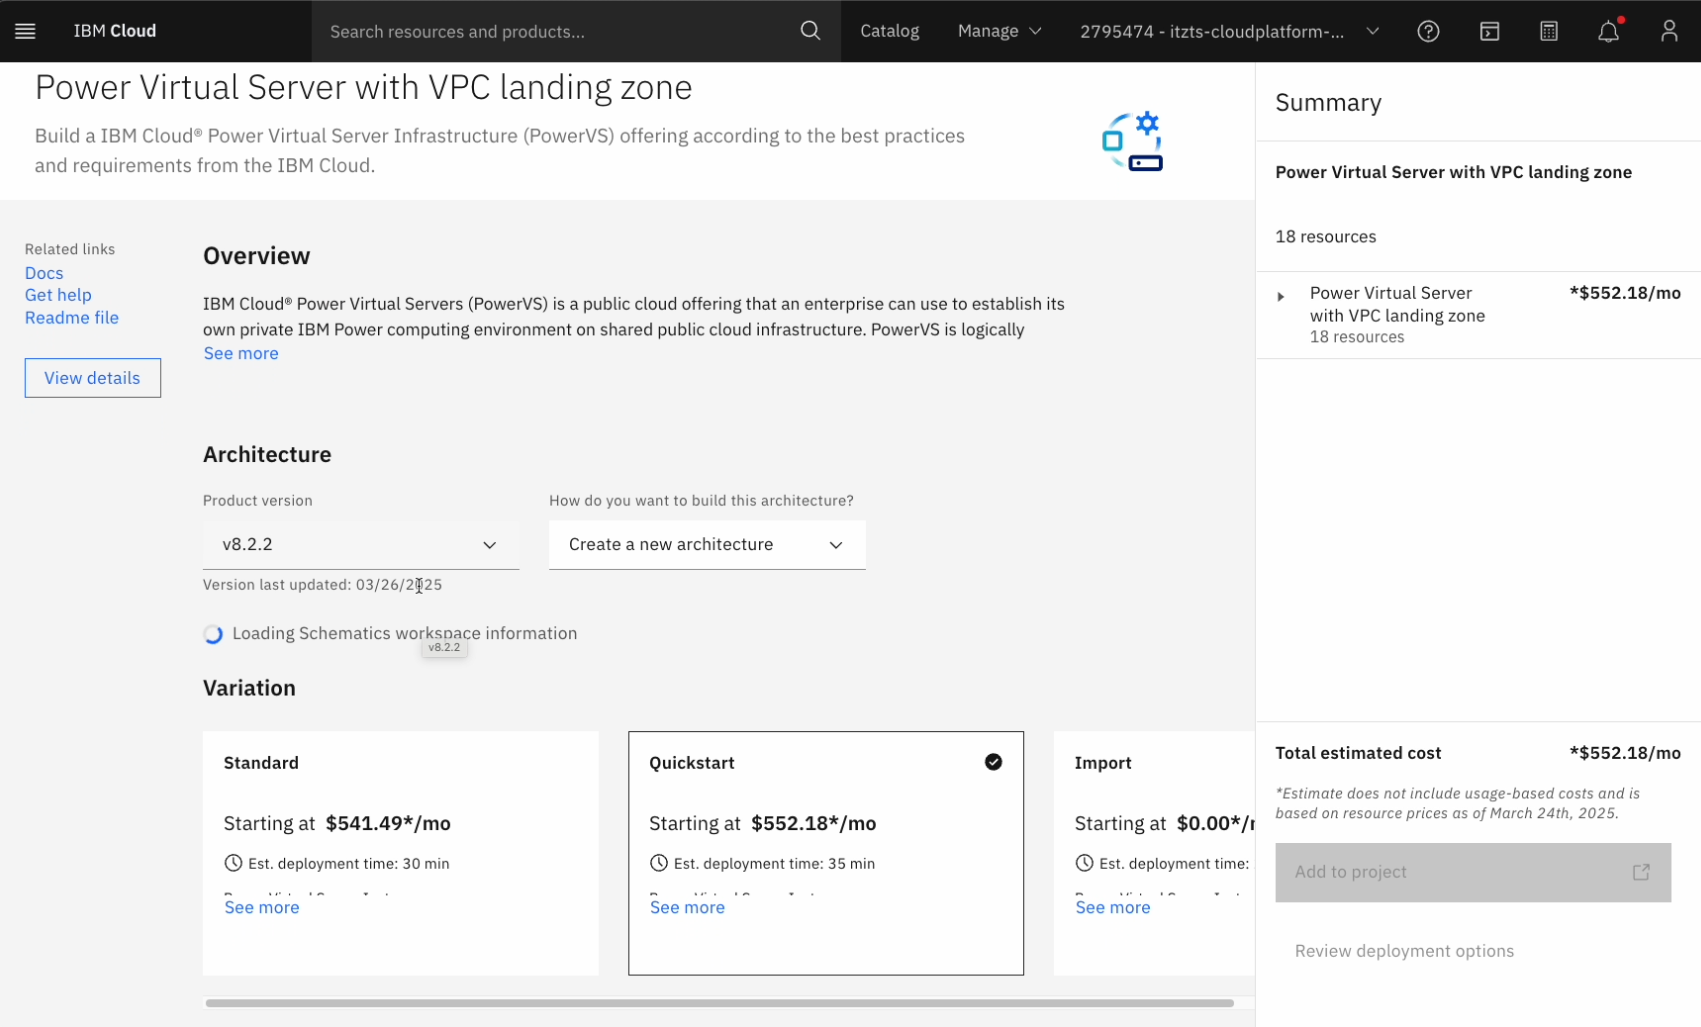 IBM Cloud
Search resources and products...
Catalog
Manage
2795474 - itzts-cloudplatform-...
Power Virtual Server with VPC landing zone
Build a IBM Cloud® Power Virtual Server Infrastructure (PowerVS) offering according to the best practices
and requirements from the IBM Cloud.
Related links
Docs
Get help
Readme file
View details
Overview
IBM Cloud® Power Virtual Servers (PowerVS) is a public cloud offering that an enterprise can use to establish its
own private IBM Power computing environment on shared public cloud infrastructure. PowerVS is logically
See more
Architecture
Product version
v8.2.2
Version last updated: 03/26/2025
How do you want to build this architecture?
Create a new architecture
Loading Schematics workspace information
v8.2.2
Variation
Standard
Starting at $541.49*/mo
Est. deployment time: 30 min
See more
Quickstart
Starting at $552.18*/mo
Est. deployment time: 35 min
See more
Import
Starting at $0.00*/
Est. deployment time:
See more
Summary
Power Virtual Server with VPC landing zone
18 resources
Power Virtual Server
with VPC landing zone
18 resources
*$552.18/mo
Total estimated cost *$552.18/mo
*Estimate does not include usage-based costs and is
based on resource prices as of March 24th, 2025.
Add to project
Review deployment options